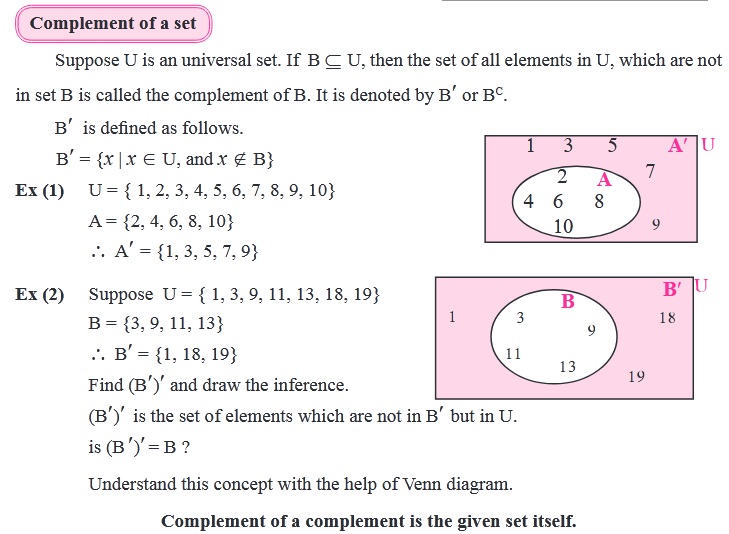 Complement of a set
Suppose U is an universal set. If B ⊆ U, then the set of all elements in U, which are not
in set B is called the complement of B. It is denoted by B′ or Bᶜ.
B′ is defined as follows.
B′ = {x | x ∈ U, and x ∉ B}
1 3 5 A′ U
2 A 7
4 6 8
10 9
Ex (1) U = { 1, 2, 3, 4, 5, 6, 7, 8, 9, 10}
A = {2, 4, 6, 8, 10}
∴ A′ = {1, 3, 5, 7, 9}
Ex (2) Suppose U = { 1, 3, 9, 11, 13, 18, 19}
B = {3, 9, 11, 13}
∴ B′ = {1, 18, 19}
B′ U
B
1 3 9 18
11 13 19
Find (B′)′ and draw the inference.
(B′)′ is the set of elements which are not in B′ but in U.
is (B′)′ = B ?
Understand this concept with the help of Venn diagram.
Complement of a complement is the given set itself.